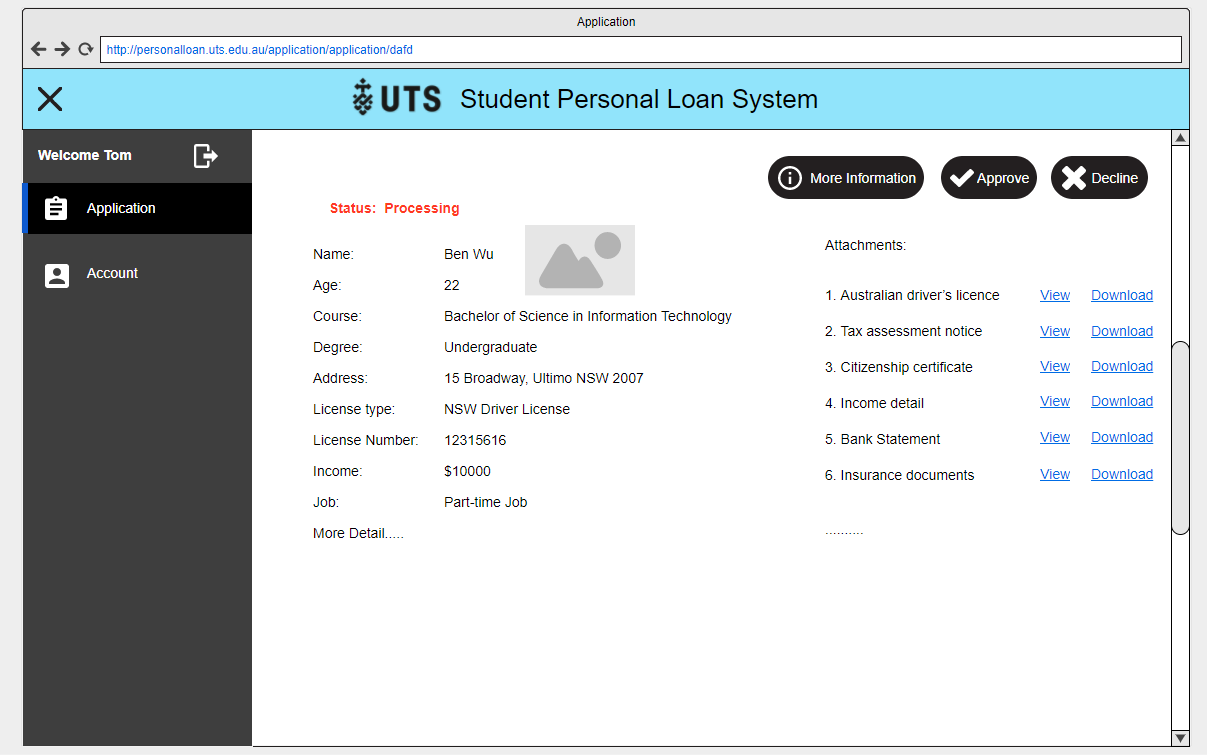 Application
http://personalloan.uts.edu.au/application/application/dafd
UTS Student Personal Loan System
Welcome Tom
Application
Account
More Information
Approve
Decline
Status: Processing
Name: Ben Wu
Age: 22
Course: Bachelor of Science in Information Technology
Degree: Undergraduate
Address: 15 Broadway, Ultimo NSW 2007
License type: NSW Driver License
License Number: 12315616
Income: $10000
Job: Part-time Job
More Detail.....
Attachments:
1. Australian driver’s licence View Download
2. Tax assessment notice View Download
3. Citizenship certificate View Download
4. Income detail View Download
5. Bank Statement View Download
6. Insurance documents View Download
..........